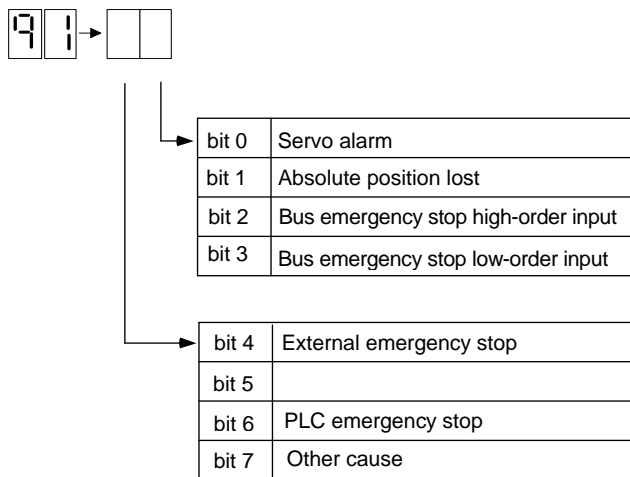 91
bit 0 Servo alarm
bit 1 Absolute position lost
bit 2 Bus emergency stop high-order input
bit 3 Bus emergency stop low-order input
bit 4 External emergency stop
bit 5
bit 6 PLC emergency stop
bit 7 Other cause